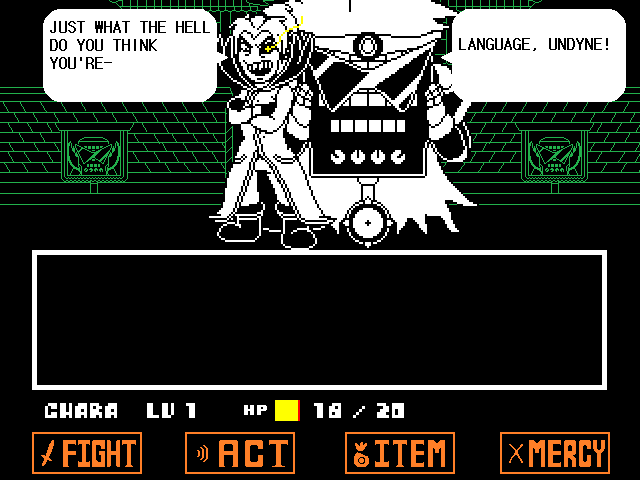 JUST WHAT THE HELL
DO YOU THINK
YOU'RE-
LANGUAGE, UNDYNE!
CHARA LV 1 HP 18 / 20
FIGHT ACT ITEM MERCY